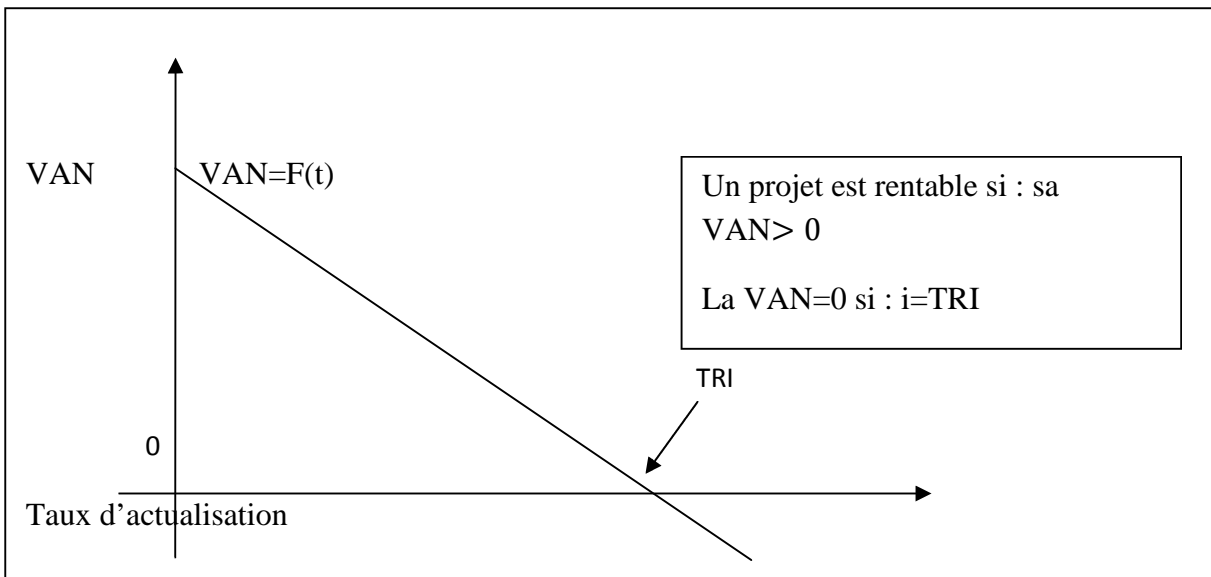 VAN
VAN=F(t)
Un projet est rentable si : sa
VAN> 0
La VAN=0 si : i=TRI
TRI
0
Taux d’actualisation